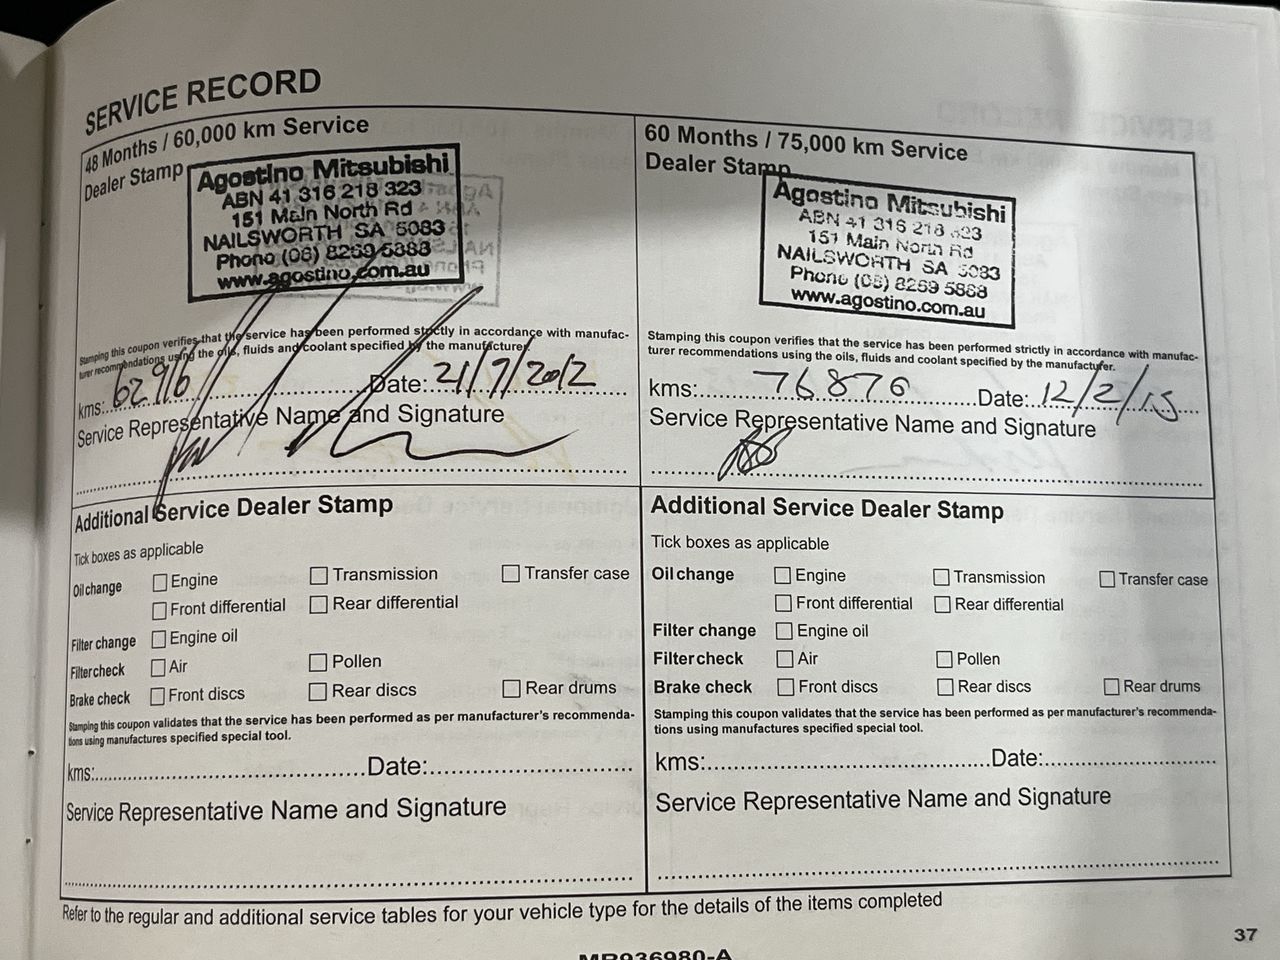 SERVICE RECORD
48 Months / 60,000 km Service
Dealer Stamp
Agostino Mitsubishi
ABN 41 316 218 323
151 Main North Rd
NAILSWORTH SA 5083
Phone (08) 8269 5888
www.agostino.com.au
Stamping this coupon verifies that the service has been performed strictly in accordance with manufac-
turer recommendations using the oils, fluids and coolant specified by the manufacturer.
kms: 62916 Date: 21/7/2012
Service Representative Name and Signature
Additional Service Dealer Stamp
Tick boxes as applicable
Oil change Engine Transmission Transfer case
Front differential Rear differential
Filter change Engine oil
Filter check Air Pollen
Brake check Front discs Rear discs Rear drums
Stamping this coupon validates that the service has been performed as per manufacturer's recommenda-
tions using manufactures specified special tool.
kms: Date:
Service Representative Name and Signature
60 Months / 75,000 km Service
Dealer Stamp
Agostino Mitsubishi
ABN 41 316 218 323
151 Main North Rd
NAILSWORTH SA 5083
Phone (08) 8269 5888
www.agostino.com.au
Stamping this coupon verifies that the service has been performed strictly in accordance with manufac-
turer recommendations using the oils, fluids and coolant specified by the manufacturer.
kms: 76876 Date: 12/2/15
Service Representative Name and Signature
Additional Service Dealer Stamp
Tick boxes as applicable
Oil change Engine Transmission Transfer case
Front differential Rear differential
Filter change Engine oil
Filter check Air Pollen
Brake check Front discs Rear discs Rear drums
Stamping this coupon validates that the service has been performed as per manufacturer's recommenda-
tions using manufactures specified special tool.
kms: Date:
Service Representative Name and Signature
Refer to the regular and additional service tables for your vehicle type for the details of the items completed
37
MR936980-A